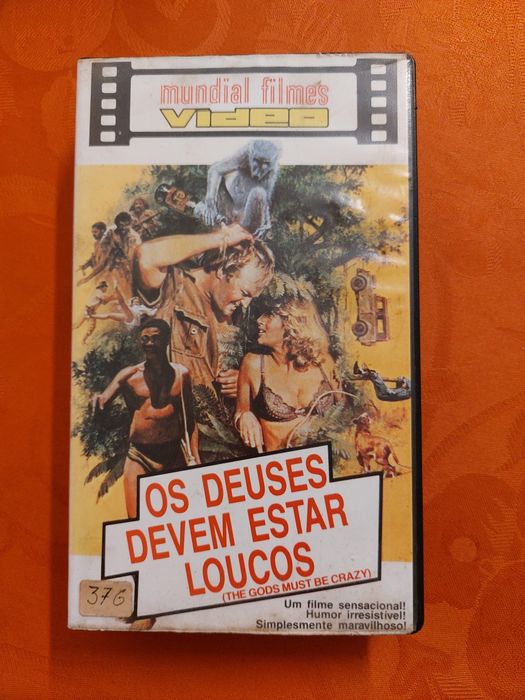 mundial filmes
video
OS DEUSES
DEVEM ESTAR
LOUCOS
(THE GODS MUST BE CRAZY)
376
Um filme sensacional!
Humor irresistível!
Simplesmente maravilhoso!